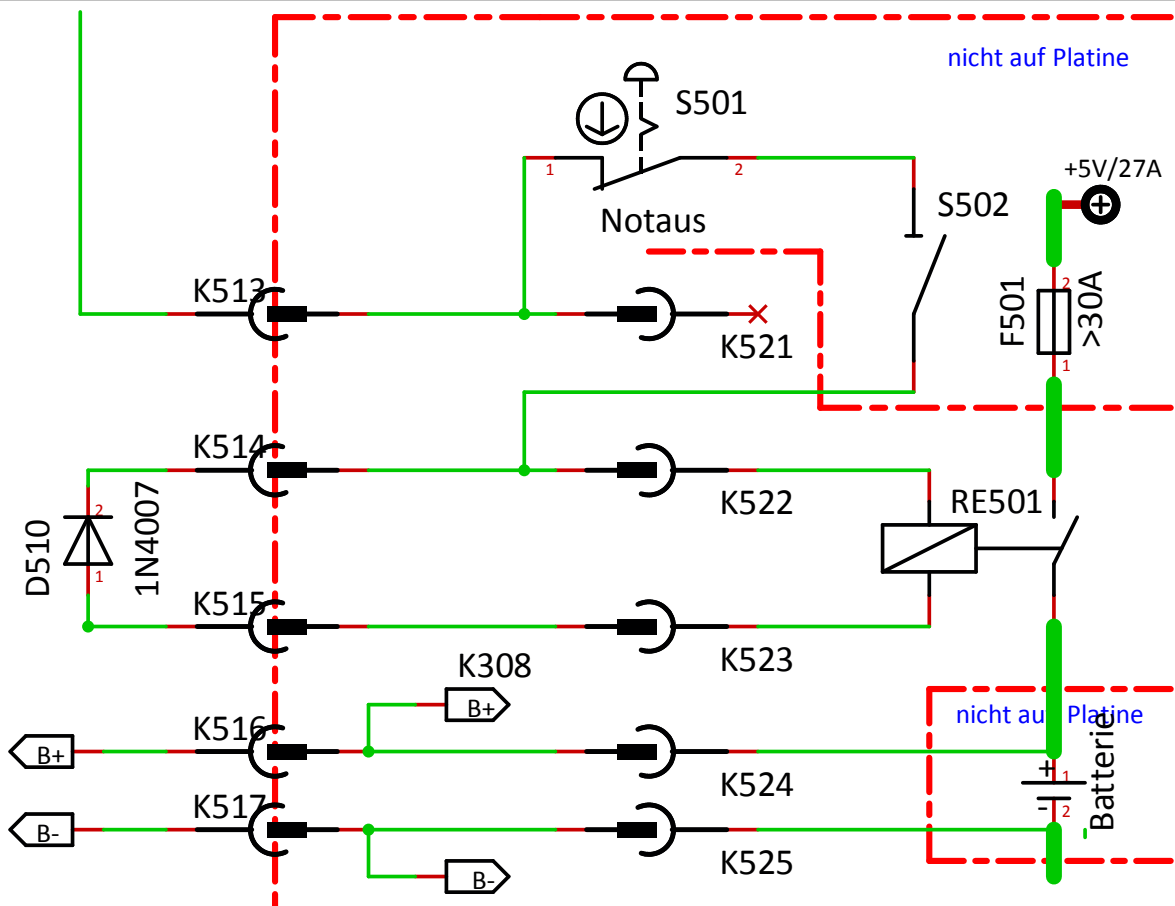 nicht auf Platine
S501
1
2
+5V/27A
S502
Notaus
K513
2
F501
>30A
K521
1
K514
K522
RE501
2
D510
1N4007
1
K515
K523
K308
B+
nicht auf Platine
K516
B+
K524
+
1
Batterie
K517
-
2
B-
K525
B-